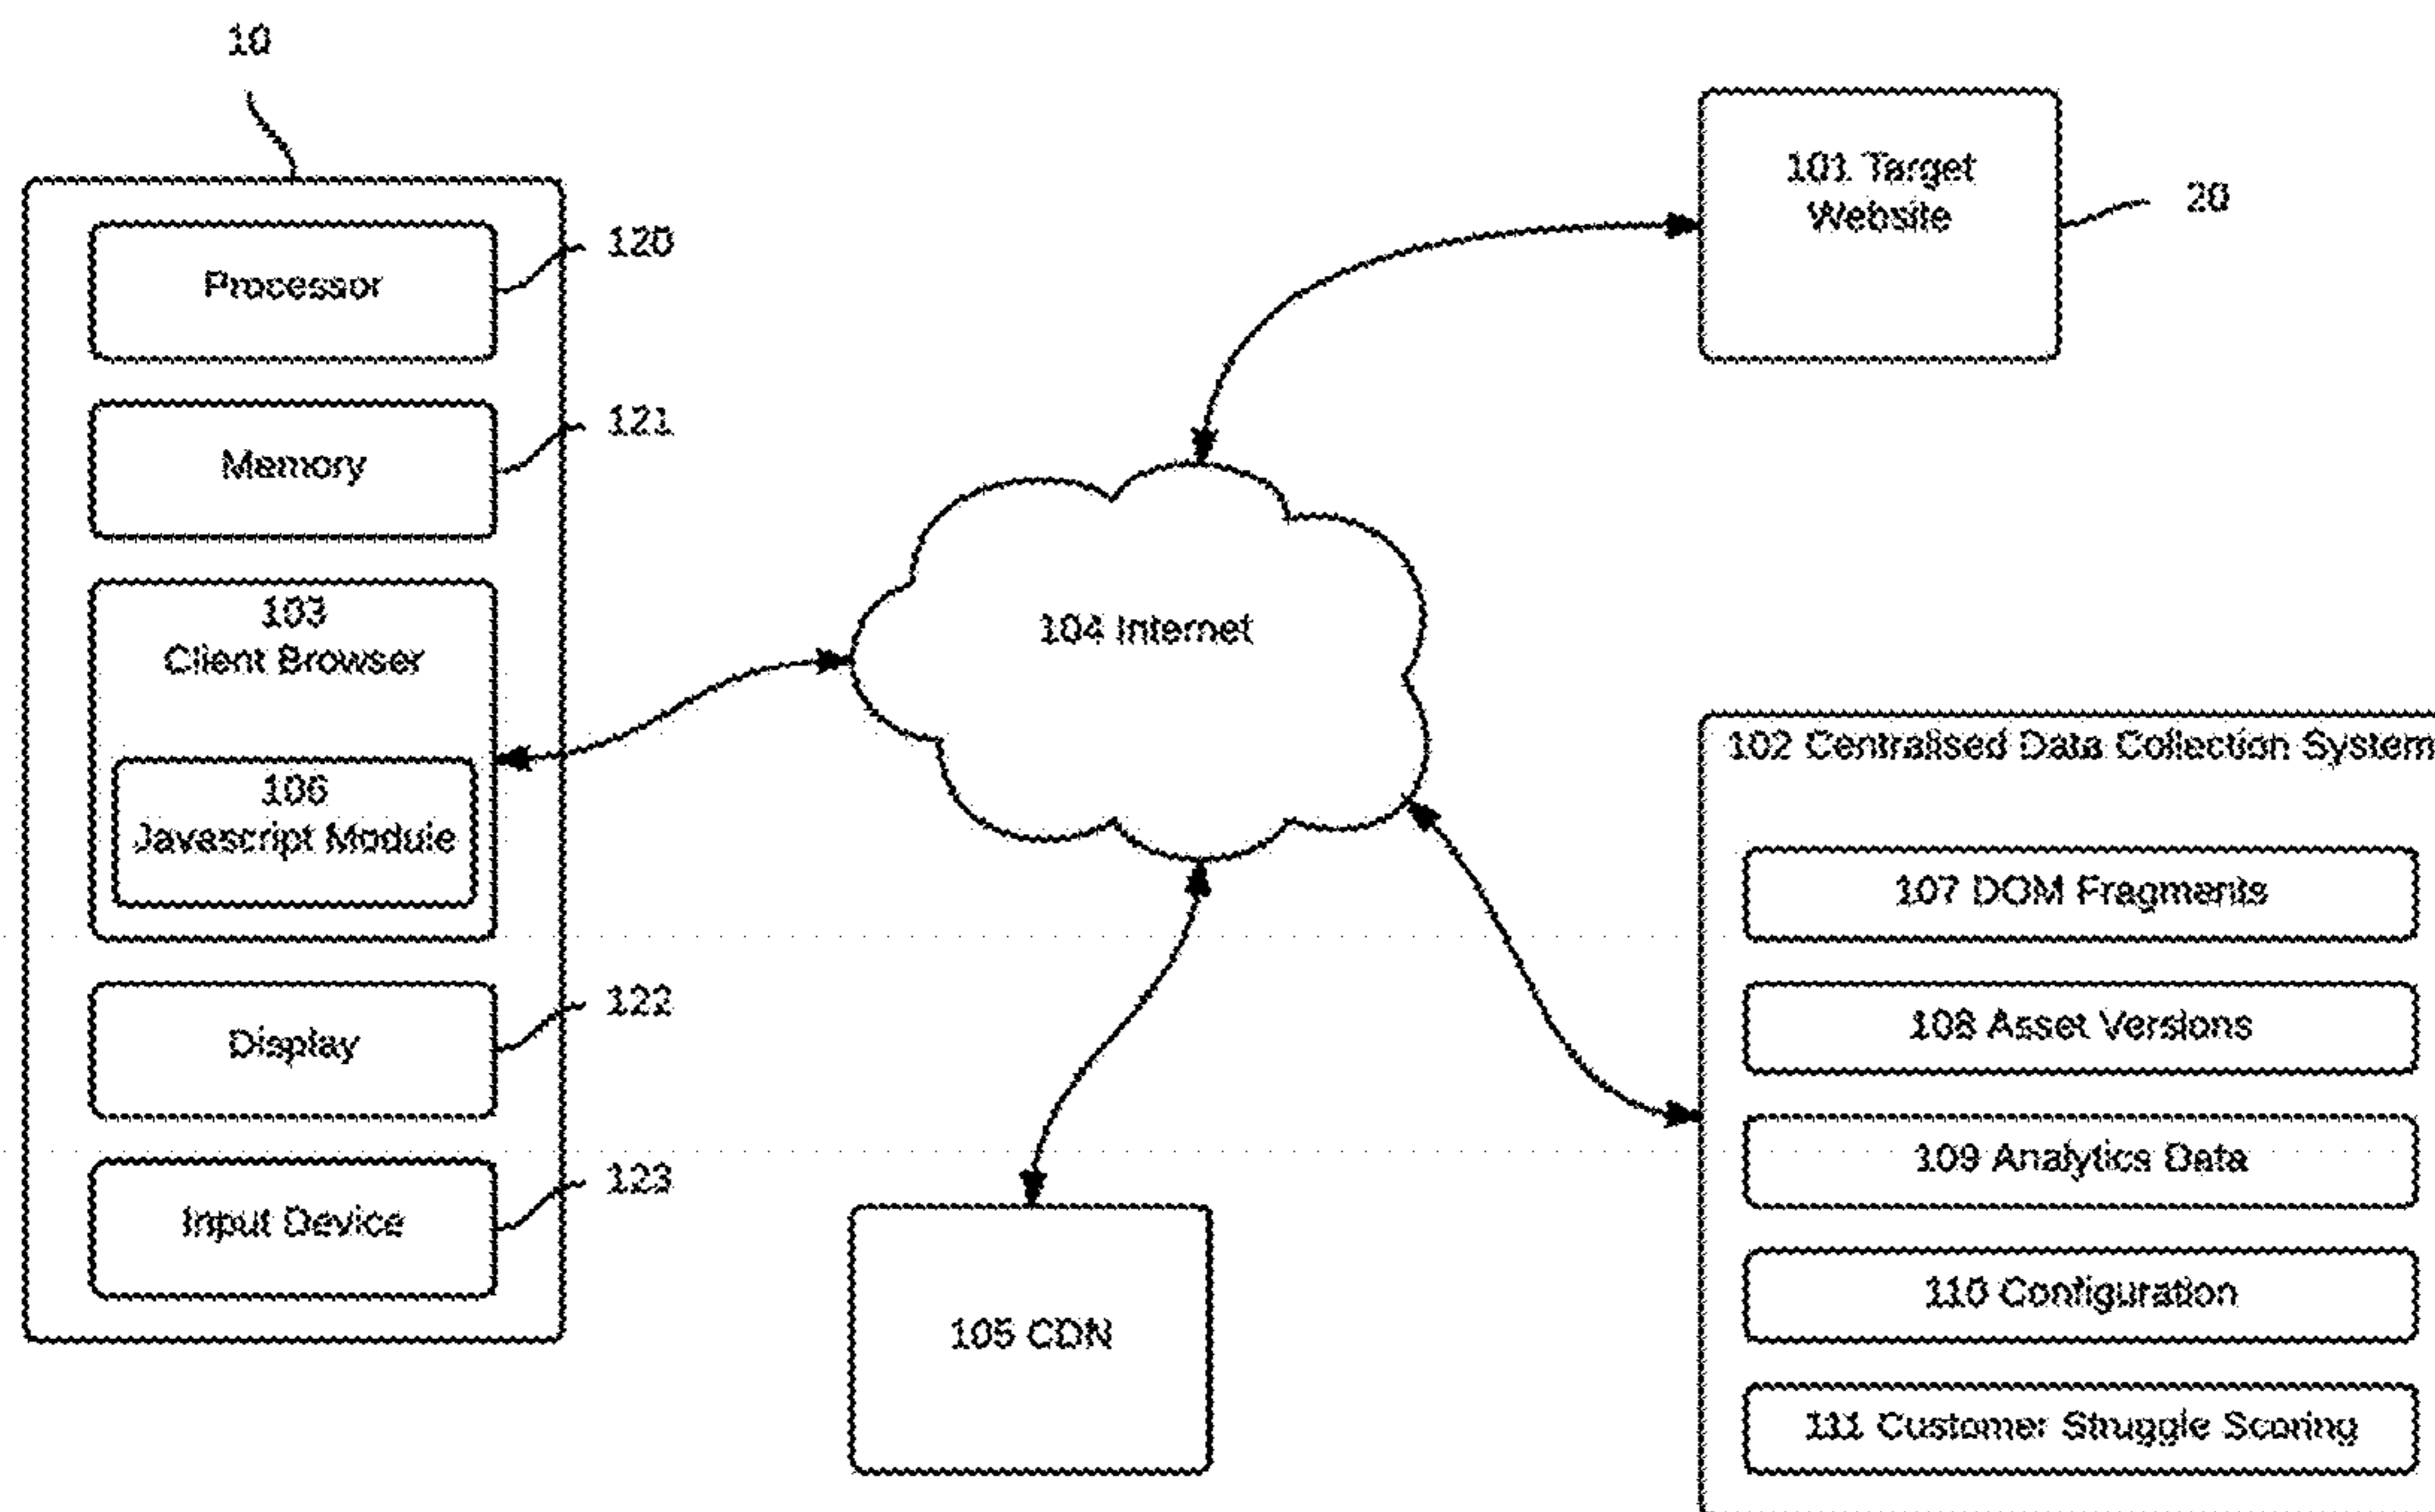 10
Processor
120
Memory
121
103
Client Browser
106
Javascript Module
Display
122
Input Device
123
104 Internet
101 Target
Website
20
105 CDN
102 Centralised Data Collection System
107 DOM Fragments
108 Asset Versions
109 Analytics Data
110 Configuration
111 Customer Struggle Scoring